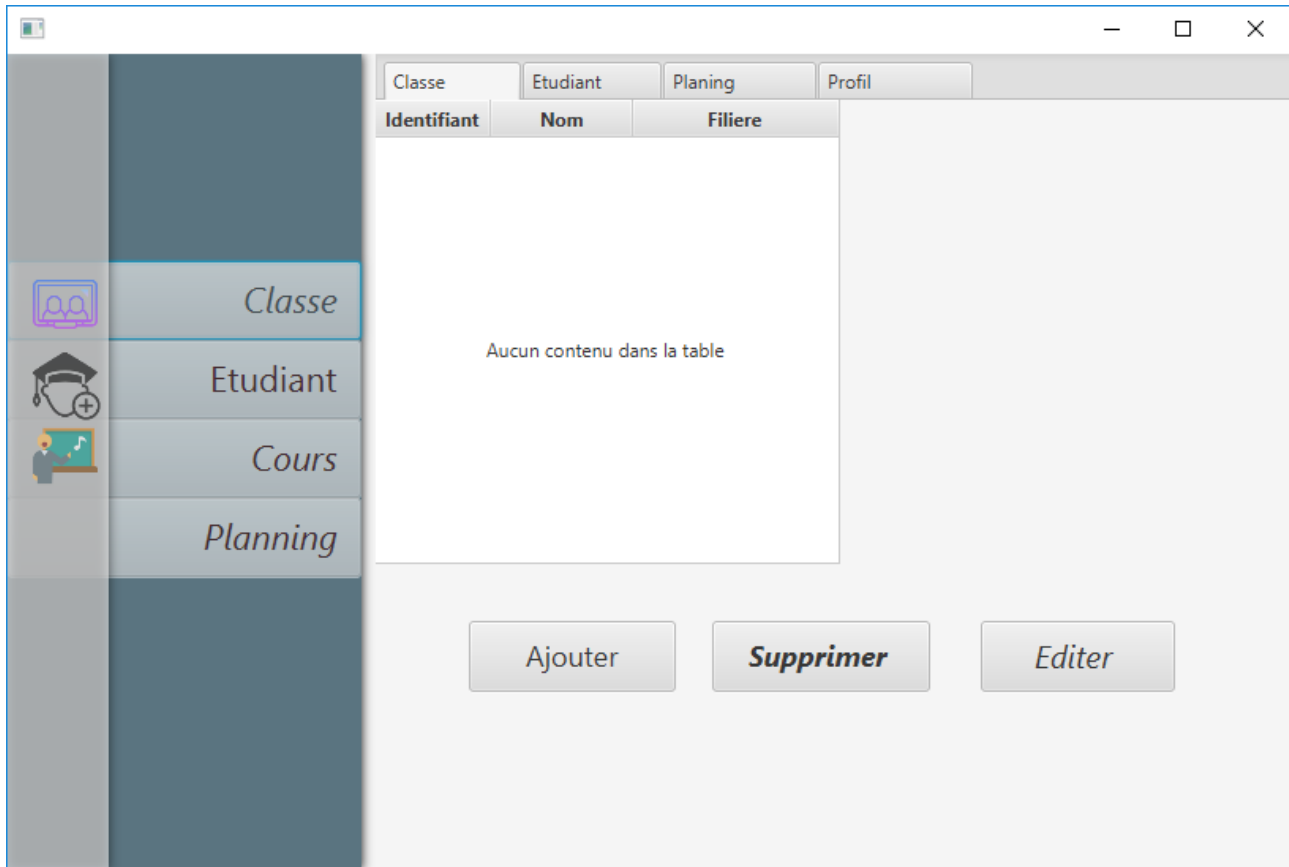 Classe Etudiant Planing Profil
Identifiant Nom Filiere
Aucun contenu dans la table
Classe
Etudiant
Cours
Planning
Ajouter Supprimer Editer